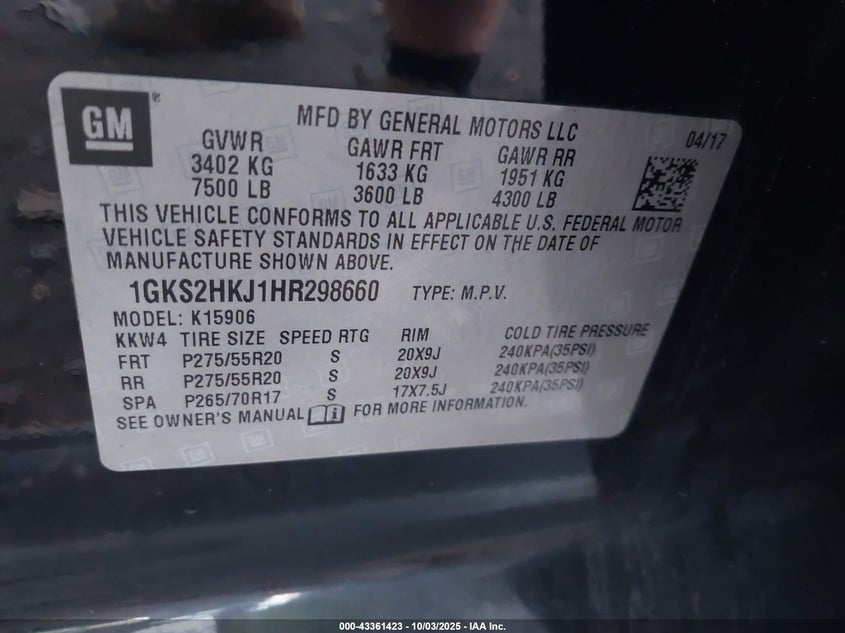 GM
MFD BY GENERAL MOTORS LLC
04/17
GVWR GAWR FRT GAWR RR
3402 KG 1633 KG 1951 KG
7500 LB 3600 LB 4300 LB
THIS VEHICLE CONFORMS TO ALL APPLICABLE U.S. FEDERAL MOTOR
VEHICLE SAFETY STANDARDS IN EFFECT ON THE DATE OF
MANUFACTURE SHOWN ABOVE.
1GKS2HKJ1HR298660 TYPE: M.P.V.
MODEL: K15906
KKW4 TIRE SIZE SPEED RTG RIM COLD TIRE PRESSURE
FRT P275/55R20 S 20X9J 240KPA(35PSI)
RR P275/55R20 S 20X9J 240KPA(35PSI)
SPA P265/70R17 S 17X7.5J 240KPA(35PSI)
SEE OWNER'S MANUAL FOR MORE INFORMATION.
000-43361423 - 10/03/2025 - IAA Inc.